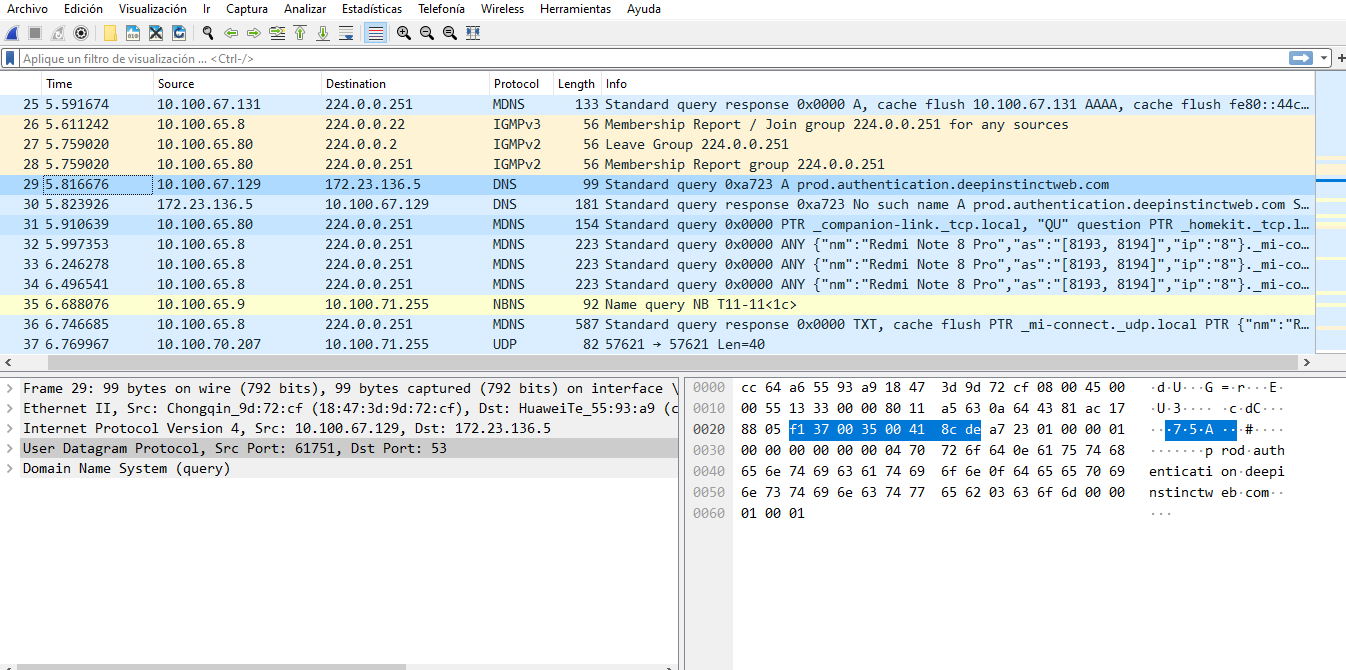 Archivo Edición Visualización Ir Captura Analizar Estadísticas Telefonía Wireless Herramientas Ayuda
Aplique un filtro de visualización ... <Ctrl-/>
Time Source Destination Protocol Length Info
25 5.591674 10.100.67.131 224.0.0.251 MDNS 133 Standard query response 0x0000 A, cache flush 10.100.67.131 AAAA, cache flush fe80::44c…
26 5.611242 10.100.65.8 224.0.0.22 IGMPv3 56 Membership Report / Join group 224.0.0.251 for any sources
27 5.759020 10.100.65.80 224.0.0.2 IGMPv2 56 Leave Group 224.0.0.251
28 5.759020 10.100.65.80 224.0.0.251 IGMPv2 56 Membership Report group 224.0.0.251
29 5.816676 10.100.67.129 172.23.136.5 DNS 99 Standard query 0xa723 A prod.authentication.deepinstinctweb.com
30 5.823926 172.23.136.5 10.100.67.129 DNS 181 Standard query response 0xa723 No such name A prod.authentication.deepinstinctweb.com S…
31 5.910639 10.100.65.80 224.0.0.251 MDNS 154 Standard query 0x0000 PTR _companion-link._tcp.local, "QU" question PTR _homekit._tcp.l…
32 5.997353 10.100.65.8 224.0.0.251 MDNS 223 Standard query 0x0000 ANY {"nm":"Redmi Note 8 Pro","as":"[8193, 8194]","ip":"8"}._mi-co…
33 6.246278 10.100.65.8 224.0.0.251 MDNS 223 Standard query 0x0000 ANY {"nm":"Redmi Note 8 Pro","as":"[8193, 8194]","ip":"8"}._mi-co…
34 6.496541 10.100.65.8 224.0.0.251 MDNS 223 Standard query 0x0000 ANY {"nm":"Redmi Note 8 Pro","as":"[8193, 8194]","ip":"8"}._mi-co…
35 6.688076 10.100.65.9 10.100.71.255 NBNS 92 Name query NB T11-11<1c>
36 6.746685 10.100.65.8 224.0.0.251 MDNS 587 Standard query response 0x0000 TXT, cache flush PTR _mi-connect._udp.local PTR {"nm":"R…
37 6.769967 10.100.70.207 10.100.71.255 UDP 82 57621 → 57621 Len=40
Frame 29: 99 bytes on wire (792 bits), 99 bytes captured (792 bits) on interface \
Ethernet II, Src: Chongqin_9d:72:cf (18:47:3d:9d:72:cf), Dst: HuaweiTe_55:93:a9 (c
Internet Protocol Version 4, Src: 10.100.67.129, Dst: 172.23.136.5
User Datagram Protocol, Src Port: 61751, Dst Port: 53
Domain Name System (query)
0000 cc 64 a6 55 93 a9 18 47 3d 9d 72 cf 08 00 45 00 ·d·U···G =·r···E·
0010 00 55 13 33 00 00 80 11 a5 63 0a 64 43 81 ac 17 ·U·3···· ·c·dC···
0020 88 05 f1 37 00 35 00 41 8c de a7 23 01 00 00 01 ···7·5·A ···#····
0030 00 00 00 00 00 00 04 70 72 6f 64 0e 61 75 74 68 ·······p rod·auth
0040 65 6e 74 69 63 61 74 69 6f 6e 0f 64 65 65 70 69 enticati on·deepi
0050 6e 73 74 69 6e 63 74 77 65 62 03 63 6f 6d 00 00 nstinctw eb·com··
0060 01 00 01 ···